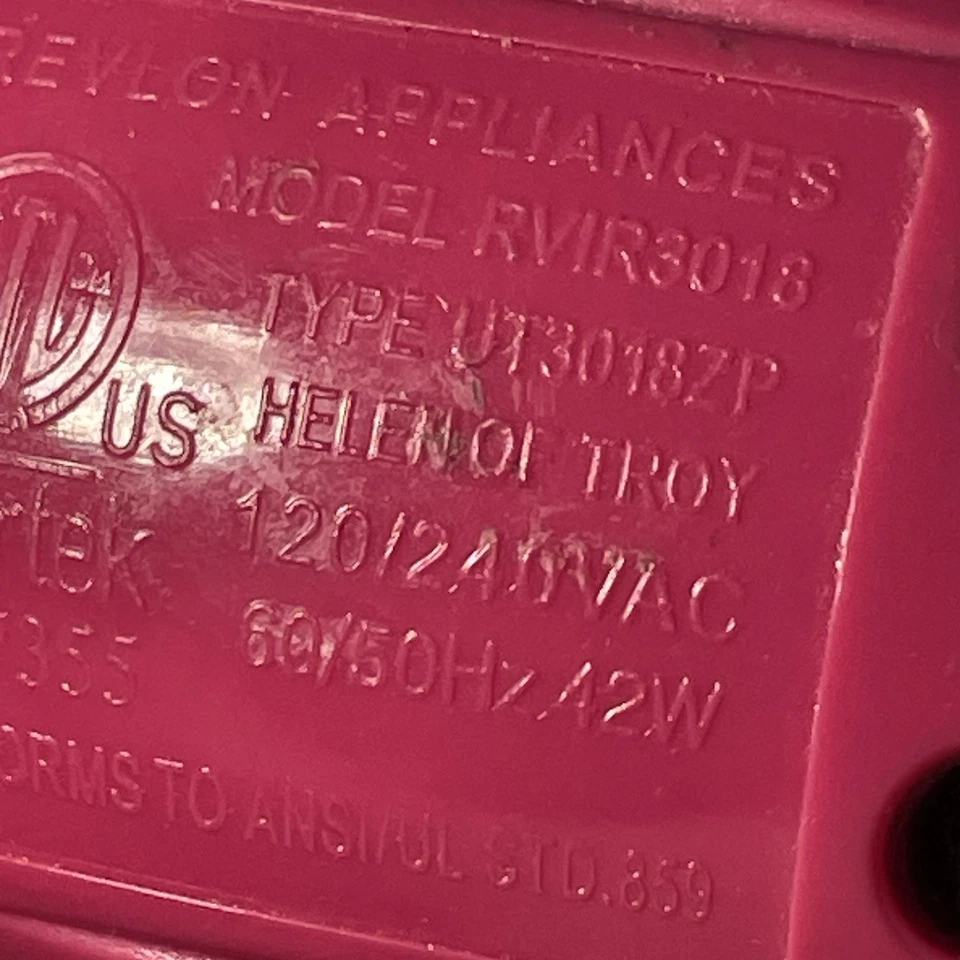 REVLON APPLIANCES
MODEL RVIR3018
TYPE UT3018ZP
US HELEN OF TROY
120/240VAC
60/50Hz 42W
355
TO ANSI/UL STD.859